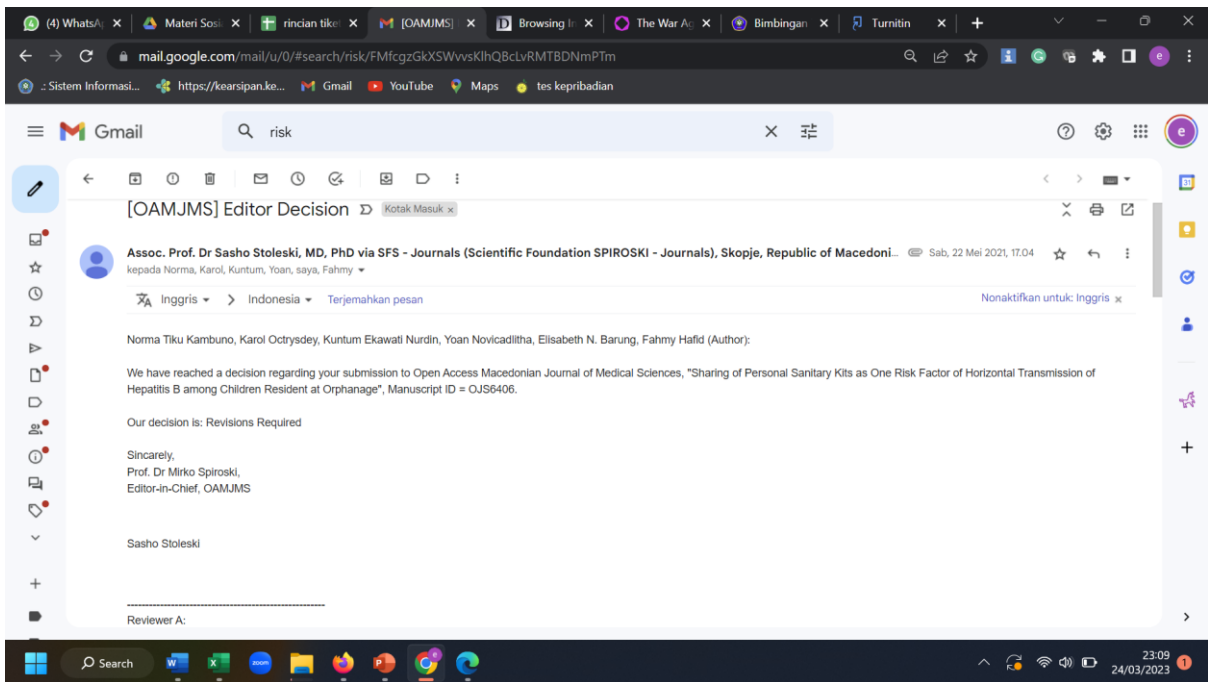 (4) WhatsA
Materi Sosi
rincian tike
[OAMJMS]
Browsing In
The War Ag
Bimbingan
Turnitin
mail.google.com/mail/u/0/#search/risk/FMfcgzGkXSWvvsKlhQBcLvRMTBDNmPTm
.: Sistem Informasi...
https://kearsipan.ke...
Gmail
YouTube
Maps
tes kepribadian
Gmail
risk
[OAMJMS] Editor Decision
Kotak Masuk x
Assoc. Prof. Dr Sasho Stoleski, MD, PhD via SFS - Journals (Scientific Foundation SPIROSKI - Journals), Skopje, Republic of Macedoni...
Sab, 22 Mei 2021, 17.04
kepada Norma, Karol, Kuntum, Yoan, saya, Fahmy
Inggris > Indonesia Terjemahkan pesan
Nonaktifkan untuk: Inggris x
Norma Tiku Kambuno, Karol Octrysdey, Kuntum Ekawati Nurdin, Yoan Novicadlitha, Elisabeth N. Barung, Fahmy Hafid (Author):
We have reached a decision regarding your submission to Open Access Macedonian Journal of Medical Sciences, "Sharing of Personal Sanitary Kits as One Risk Factor of Horizontal Transmission of
Hepatitis B among Children Resident at Orphanage", Manuscript ID = OJS6406.
Our decision is: Revisions Required
Sincerely,
Prof. Dr Mirko Spiroski,
Editor-in-Chief, OAMJMS
Sasho Stoleski
------------------------------------------------------
Reviewer A:
Search
23:09
24/03/2023
1